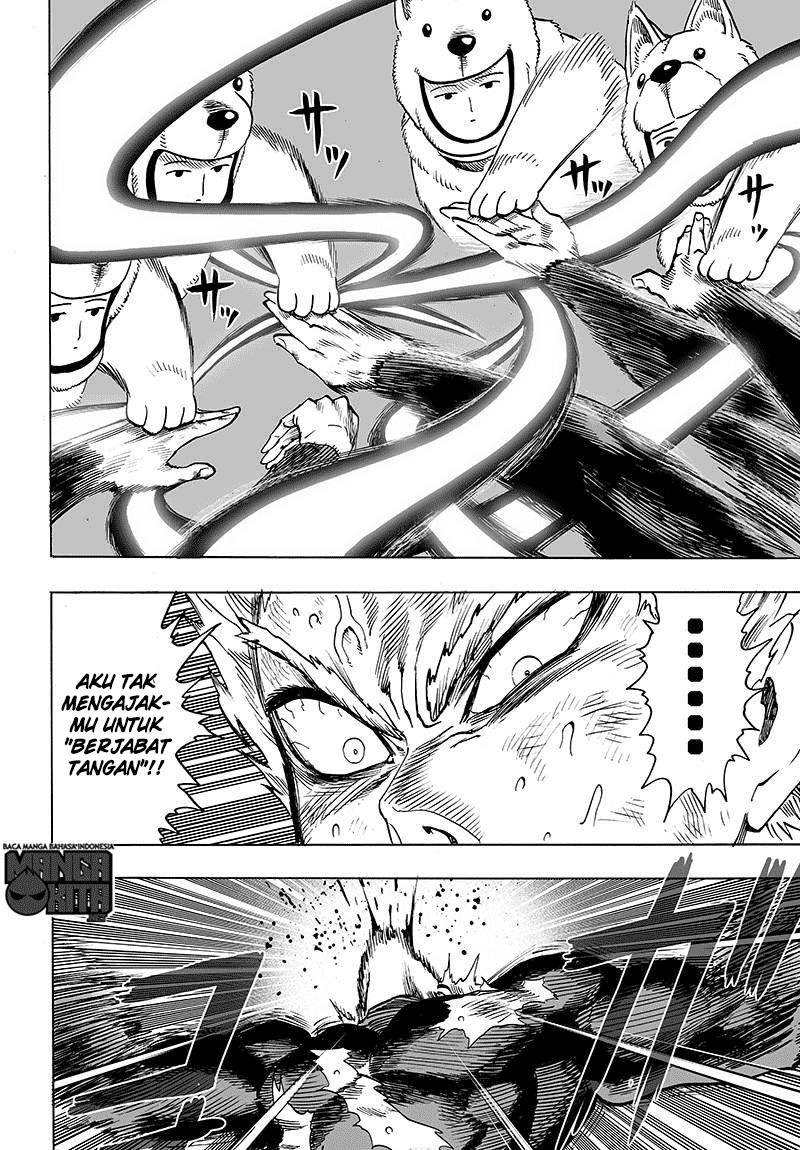 サッ
サッ
サッ
サッ
AKU TAK
MENGAJAK-
MU UNTUK
"BERJABAT
TANGAN"!!
BACA MANGA BAHASA INDONESIA
MANGA
KITA